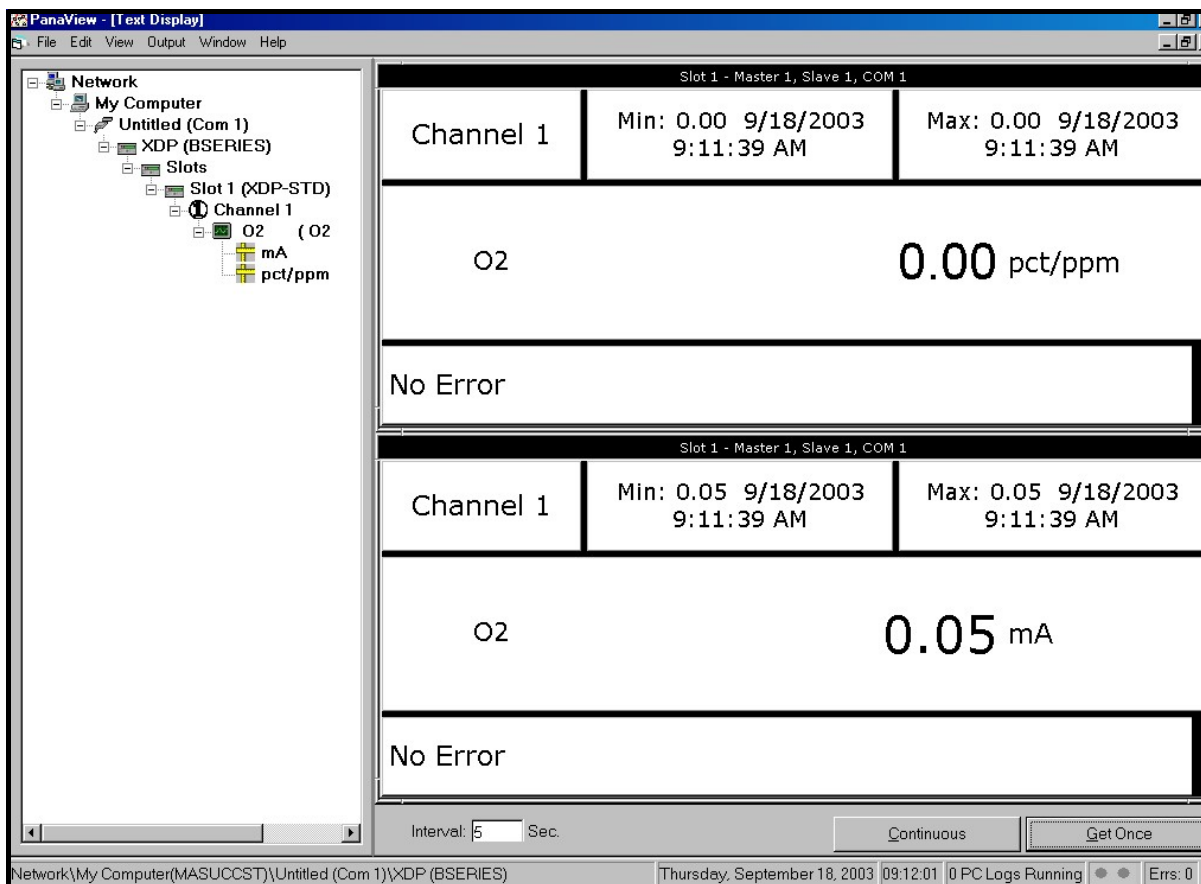 PanaView - [Text Display]
File Edit View Output Window Help
Network
My Computer
Untitled (Com 1)
XDP (BSERIES)
Slots
Slot 1 (XDP-STD)
Channel 1
O2 (O2
mA
pct/ppm
Slot 1 - Master 1, Slave 1, COM 1
Channel 1
Min: 0.00 9/18/2003
9:11:39 AM
Max: 0.00 9/18/2003
9:11:39 AM
O2
0.00 pct/ppm
No Error
Slot 1 - Master 1, Slave 1, COM 1
Channel 1
Min: 0.05 9/18/2003
9:11:39 AM
Max: 0.05 9/18/2003
9:11:39 AM
O2
0.05 mA
No Error
Interval: 5 Sec.
Continuous
Get Once
Network\My Computer(MASUCCST)\Untitled (Com 1)\XDP (BSERIES)
Thursday, September 18, 2003 09:12:01 0 PC Logs Running Errs: 0